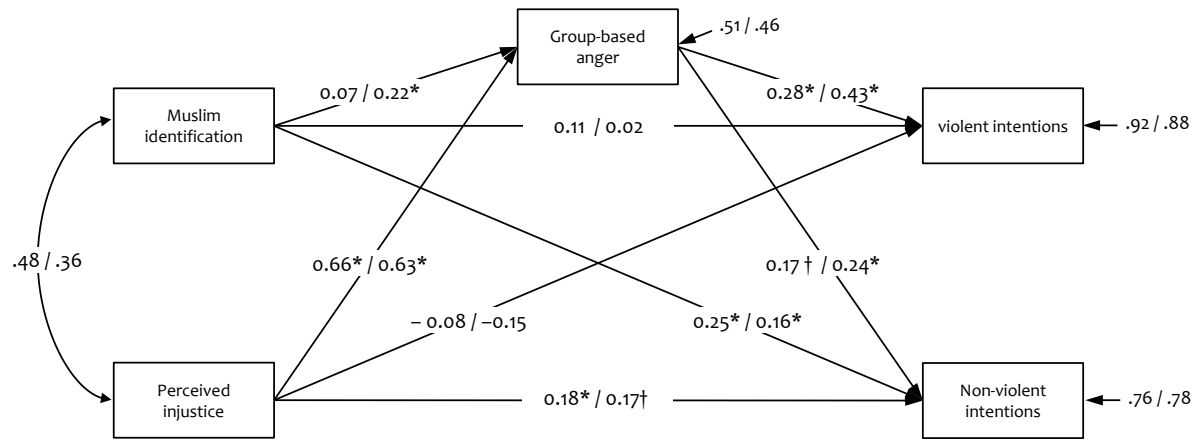 Group-based
anger
.51 / .46
0.07 / 0.22*
0.28* / 0.43*
Muslim
identification
0.11 / 0.02
violent intentions
.92 / .88
.48 / .36
0.66* / 0.63*
0.17 † / 0.24*
– 0.08 / –0.15
0.25* / 0.16*
Perceived
injustice
0.18* / 0.17†
Non-violent
intentions
.76 / .78